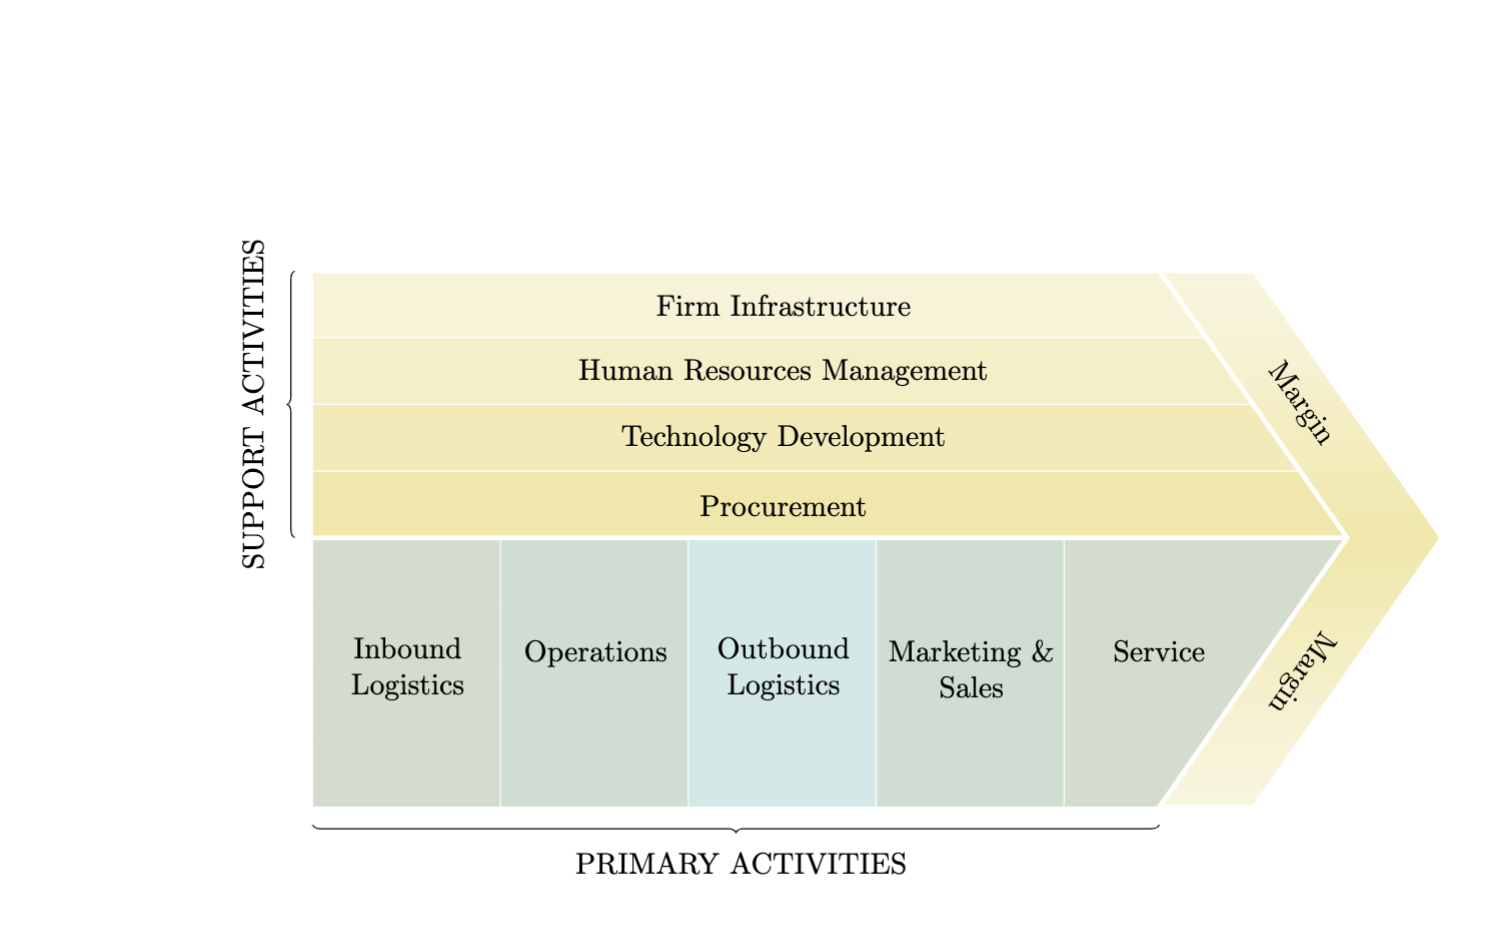 SUPPORT ACTIVITIES
Firm Infrastructure
Human Resources Management
Technology Development
Procurement
Margin
Inbound
Logistics
Operations
Outbound
Logistics
Marketing &
Sales
Service
Margin
PRIMARY ACTIVITIES